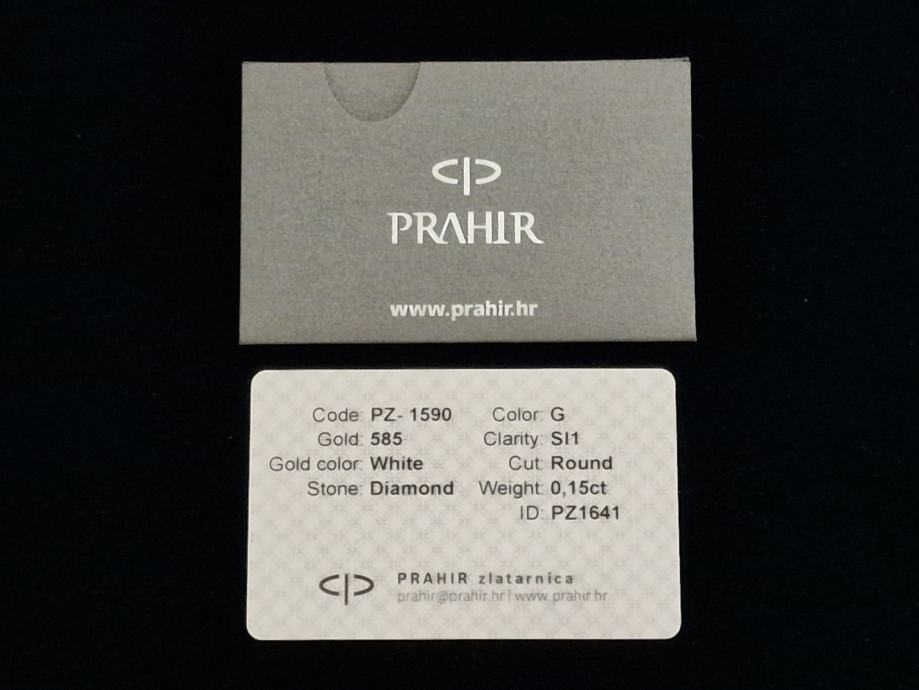 PRAHIR
www.prahir.hr
Code: PZ- 1590
Gold: 585
Gold color: White
Stone: Diamond
Color: G
Clarity: SI1
Cut: Round
Weight: 0,15ct
ID: PZ1641
PRAHIR zlatarnica
prahir@prahir.hr | www.prahir.hr